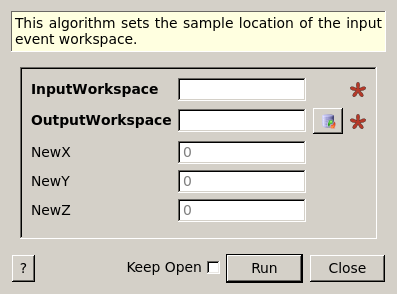 This algorithm sets the sample location of the input
event workspace.
InputWorkspace
OutputWorkspace
NewX 0
NewY 0
NewZ 0
? Keep Open Run Close